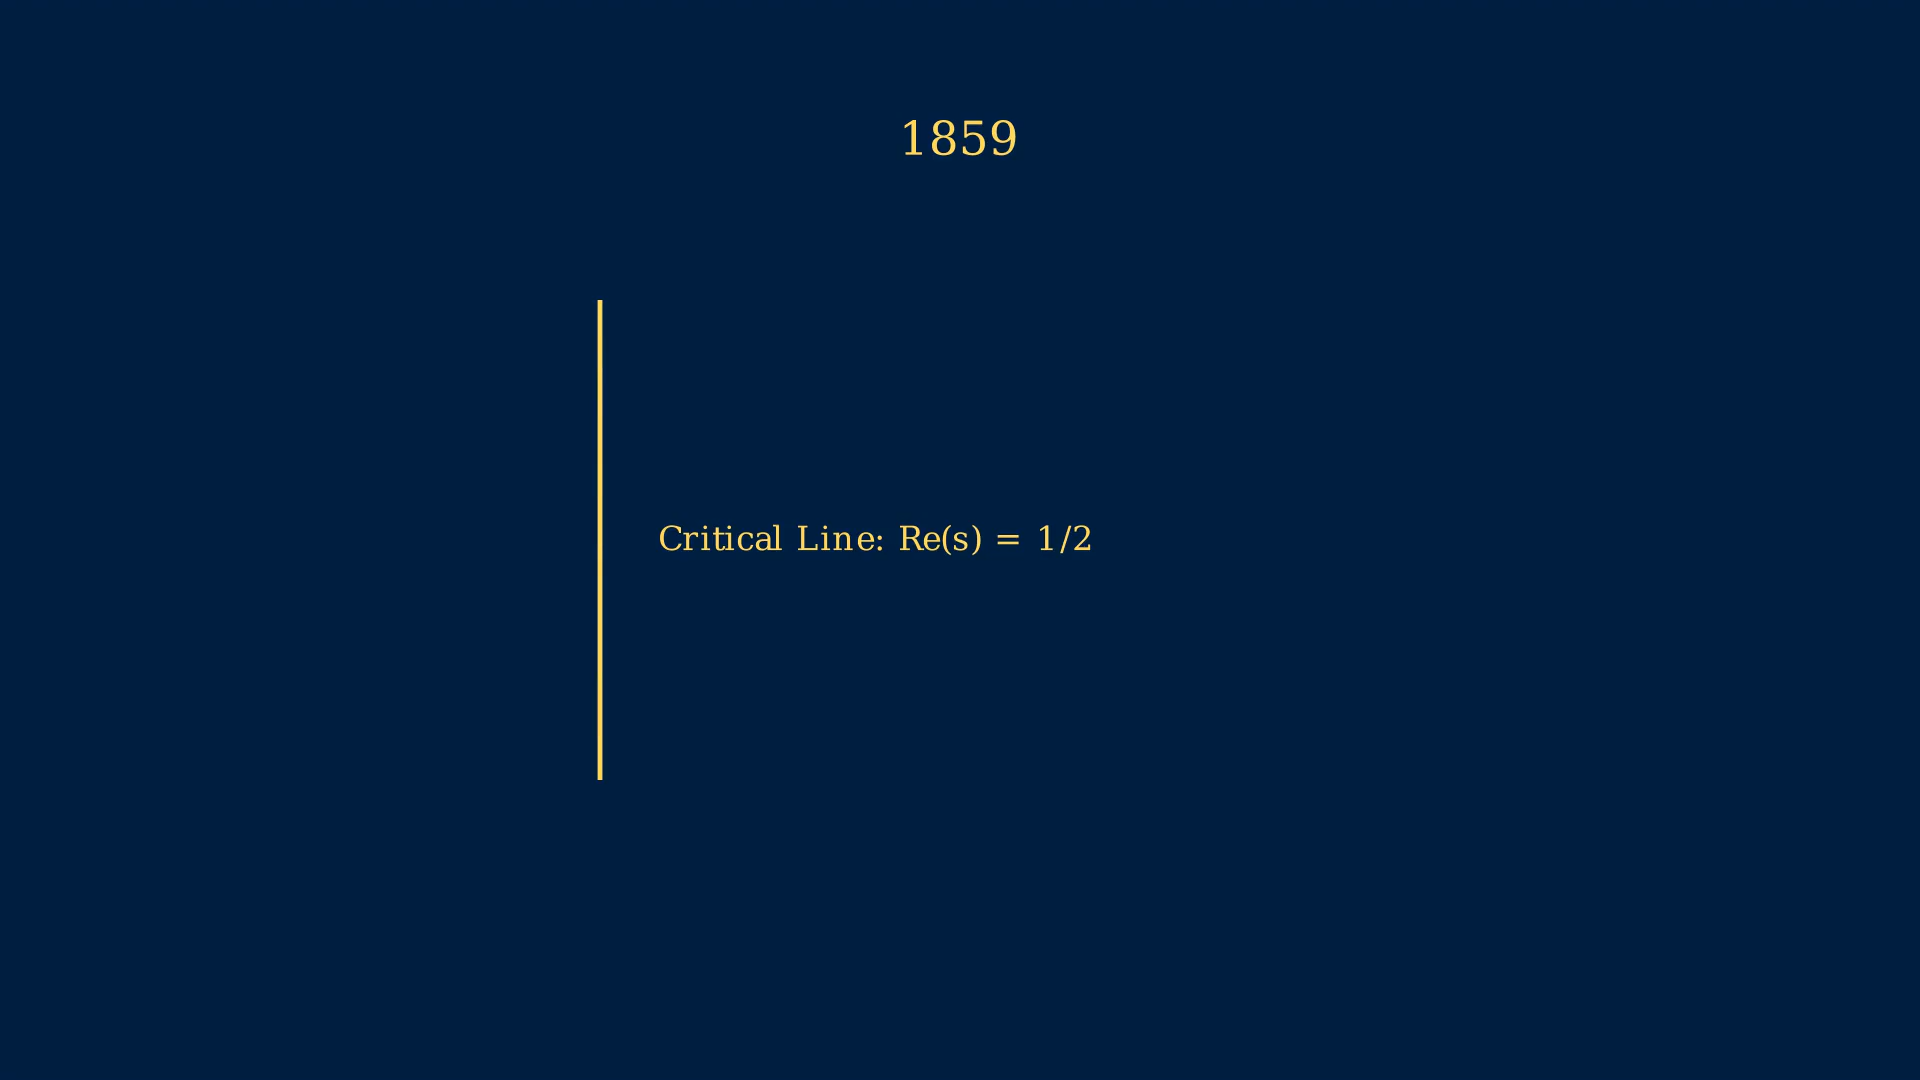 1859
Critical Line: Re(s) = 1/2